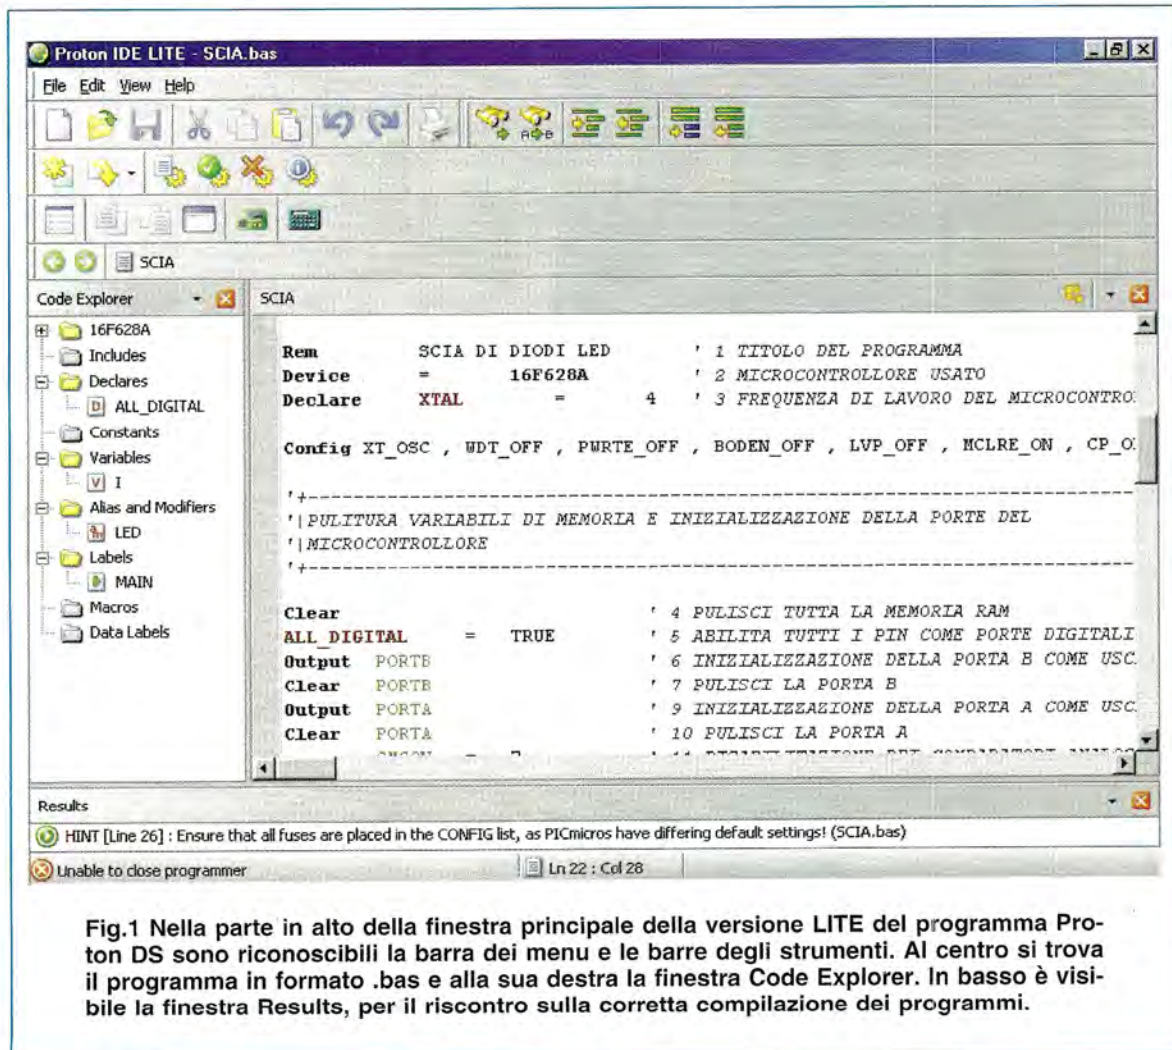 Proton IDE LITE - SCIA.bas
File Edit View Help
A B
SCIA
Code Explorer
16F628A
Includes
Declares
D ALL_DIGITAL
Constants
Variables
V I
Alias and Modifiers
LED
Labels
MAIN
Macros
Data Labels
SCIA
Rem SCIA DI DIODI LED ' 1 TITOLO DEL PROGRAMMA
Device = 16F628A ' 2 MICROCONTROLLORE USATO
Declare XTAL = 4 ' 3 FREQUENZA DI LAVORO DEL MICROCONTRO
Config XT_OSC , WDT_OFF , PWRTE_OFF , BODEN_OFF , LVP_OFF , MCLRE_ON , CP_O
'+------------------------------------------------------------
'|PULITURA VARIABILI DI MEMORIA E INIZIALIZZAZIONE DELLA PORTE DEL
'|MICROCONTROLLORE
'+------------------------------------------------------------
Clear ' 4 PULISCI TUTTA LA MEMORIA RAM
ALL_DIGITAL = TRUE ' 5 ABILITA TUTTI I PIN COME PORTE DIGITALI
Output PORTB ' 6 INIZIALIZZAZIONE DELLA PORTA B COME USC
Clear PORTB ' 7 PULISCI LA PORTA B
Output PORTA ' 9 INIZIALIZZAZIONE DELLA PORTA A COME USC
Clear PORTA ' 10 PULISCI LA PORTA A
Results
HINT [Line 26] : Ensure that all fuses are placed in the CONFIG list, as PICmicros have differing default settings! (SCIA.bas)
Unable to close programmer Ln 22 : Col 28
Fig.1 Nella parte in alto della finestra principale della versione LITE del programma Pro-
ton DS sono riconoscibili la barra dei menu e le barre degli strumenti. Al centro si trova
il programma in formato .bas e alla sua destra la finestra Code Explorer. In basso è visi-
bile la finestra Results, per il riscontro sulla corretta compilazione dei programmi.